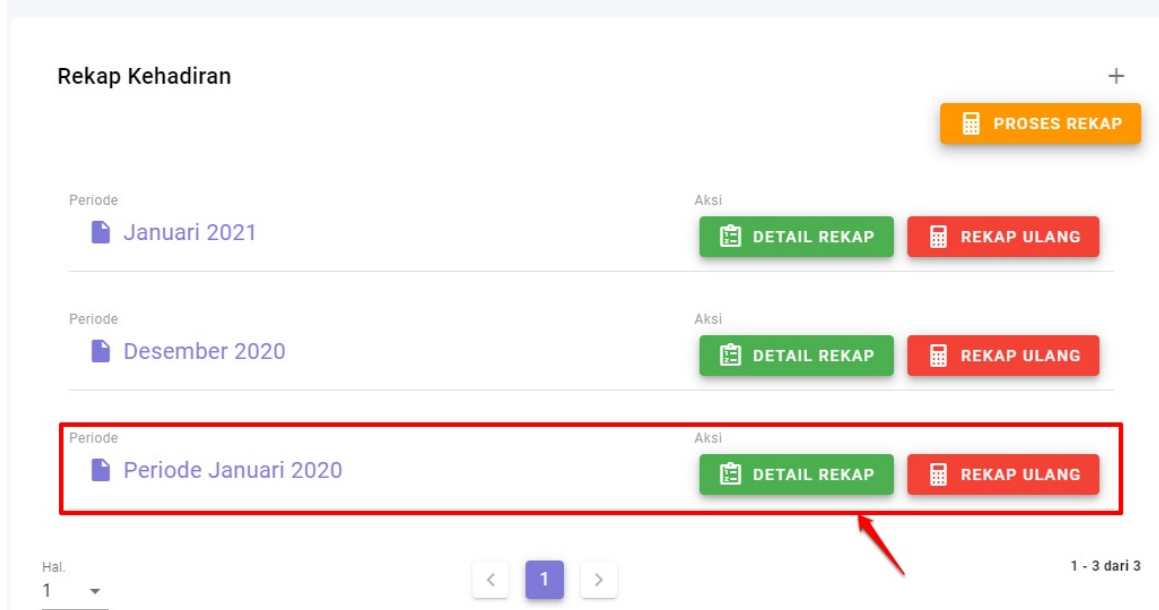 Rekap Kehadiran
PROSES REKAP
Periode Aksi
Januari 2021 DETAIL REKAP REKAP ULANG
Periode Aksi
Desember 2020 DETAIL REKAP REKAP ULANG
Periode Aksi
Periode Januari 2020 DETAIL REKAP REKAP ULANG
Hal.
1 1 1 - 3 dari 3